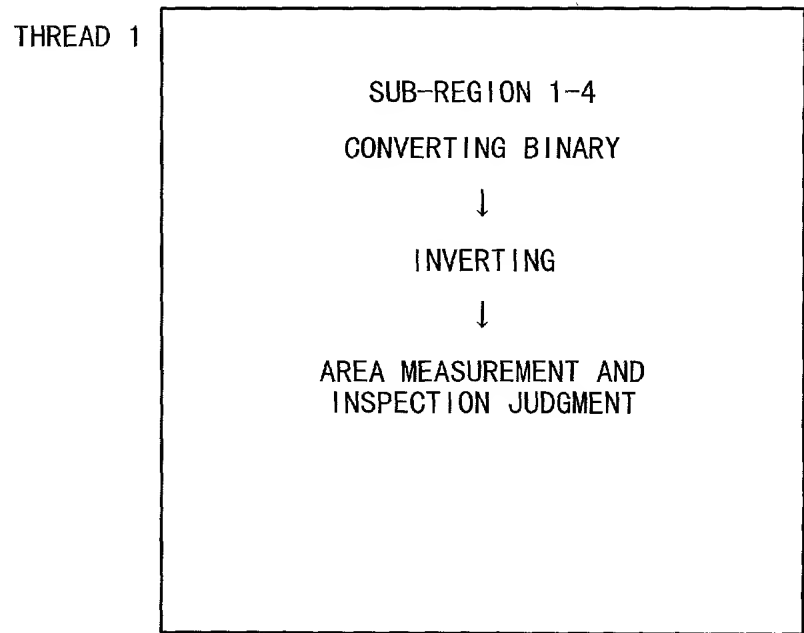 THREAD 1
SUB-REGION 1-4
CONVERTING BINARY
↓
INVERTING
↓
AREA MEASUREMENT AND
INSPECTION JUDGMENT